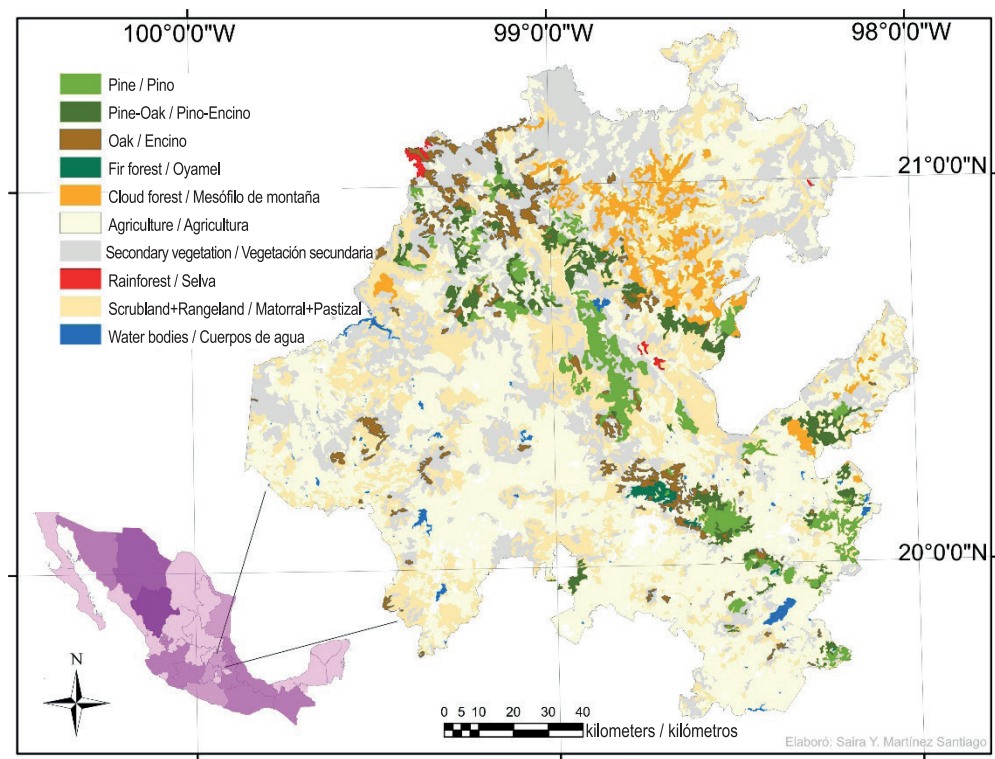 100°0'0"W
99°0'0"W
98°0'0"W
Pine / Pino
Pine-Oak / Pino-Encino
Oak / Encino
Fir forest / Oyamel
Cloud forest / Mesófilo de montaña
Agriculture / Agricultura
Secondary vegetation / Vegetación secundaria
Rainforest / Selva
Scrubland+Rangeland / Matorral+Pastizal
Water bodies / Cuerpos de agua
21°0'0"N
20°0'0"N
N
0 5 10 20 30 40
kilometers / kilómetros
Elaboró: Saira Y. Martínez Santiago